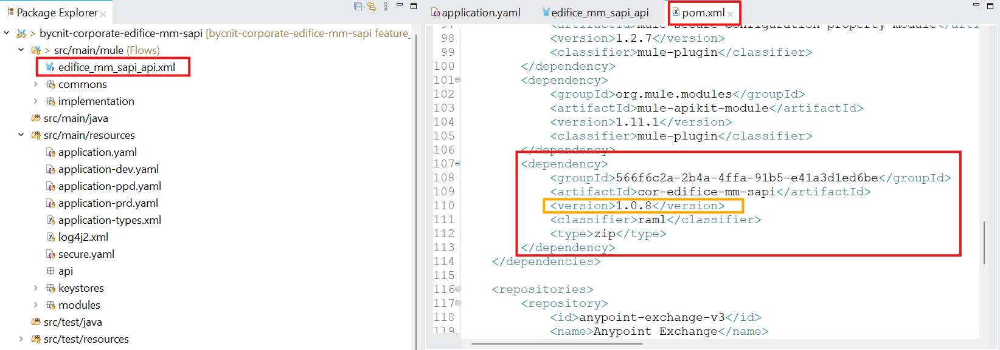 Package Explorer
bycnit-corporate-edifice-mm-sapi [bycnit-corporate-edifice-mm-sapi feature_
src/main/mule (Flows)
edifice_mm_sapi_api.xml
commons
implementation
src/main/java
src/main/resources
application.yaml
application-dev.yaml
application-ppd.yaml
application-prd.yaml
application-types.xml
log4j2.xml
secure.yaml
api
keystores
modules
src/test/java
src/test/resources
application.yaml
edifice_mm_sapi_api
pom.xml
98 <version>1.2.7</version>
99 <classifier>mule-plugin</classifier>
100 </dependency>
101 <dependency>
102 <groupId>org.mule.modules</groupId>
103 <artifactId>mule-apikit-module</artifactId>
104 <version>1.11.1</version>
105 <classifier>mule-plugin</classifier>
106 </dependency>
107 <dependency>
108 <groupId>566f6c2a-2b4a-4ffa-91b5-e41a3d1ed6be</groupId>
109 <artifactId>cor-edifice-mm-sapi</artifactId>
110 <version>1.0.8</version>
111 <classifier>raml</classifier>
112 <type>zip</type>
113 </dependency>
114 </dependencies>
115
116 <repositories>
117 <repository>
118 <id>anypoint-exchange-v3</id>
119 <name>Anypoint Exchange</name>